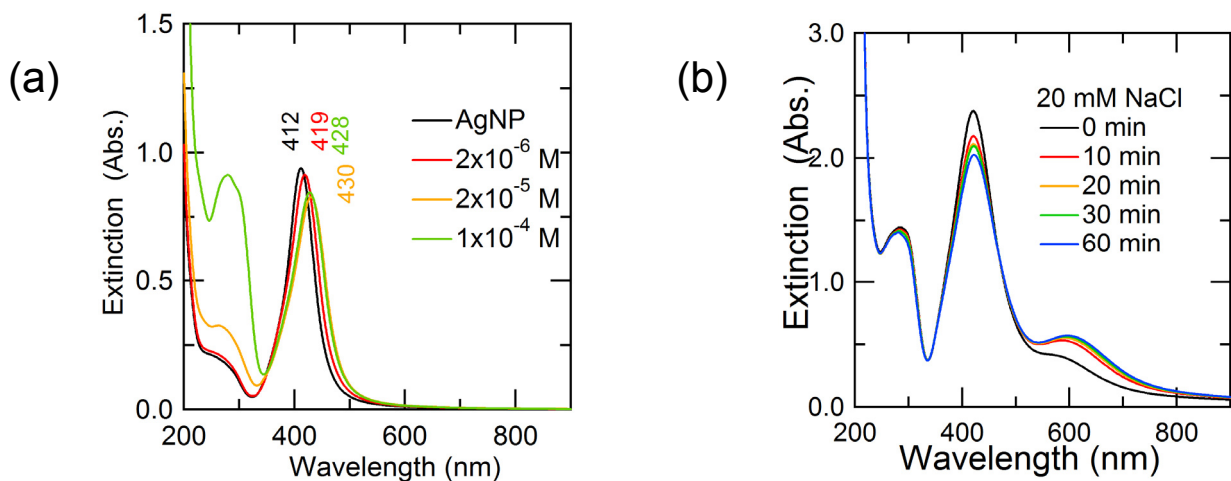 (a)
Extinction (Abs.)
1.5
1.0
0.5
0.0
412
419
428
430
AgNP
2x10⁻⁶ M
2x10⁻⁵ M
1x10⁻⁴ M
200 400 600 800
Wavelength (nm)
(b)
Extinction (Abs.)
3.0
2.0
1.0
0.0
20 mM NaCl
0 min
10 min
20 min
30 min
60 min
200 400 600 800
Wavelength (nm)